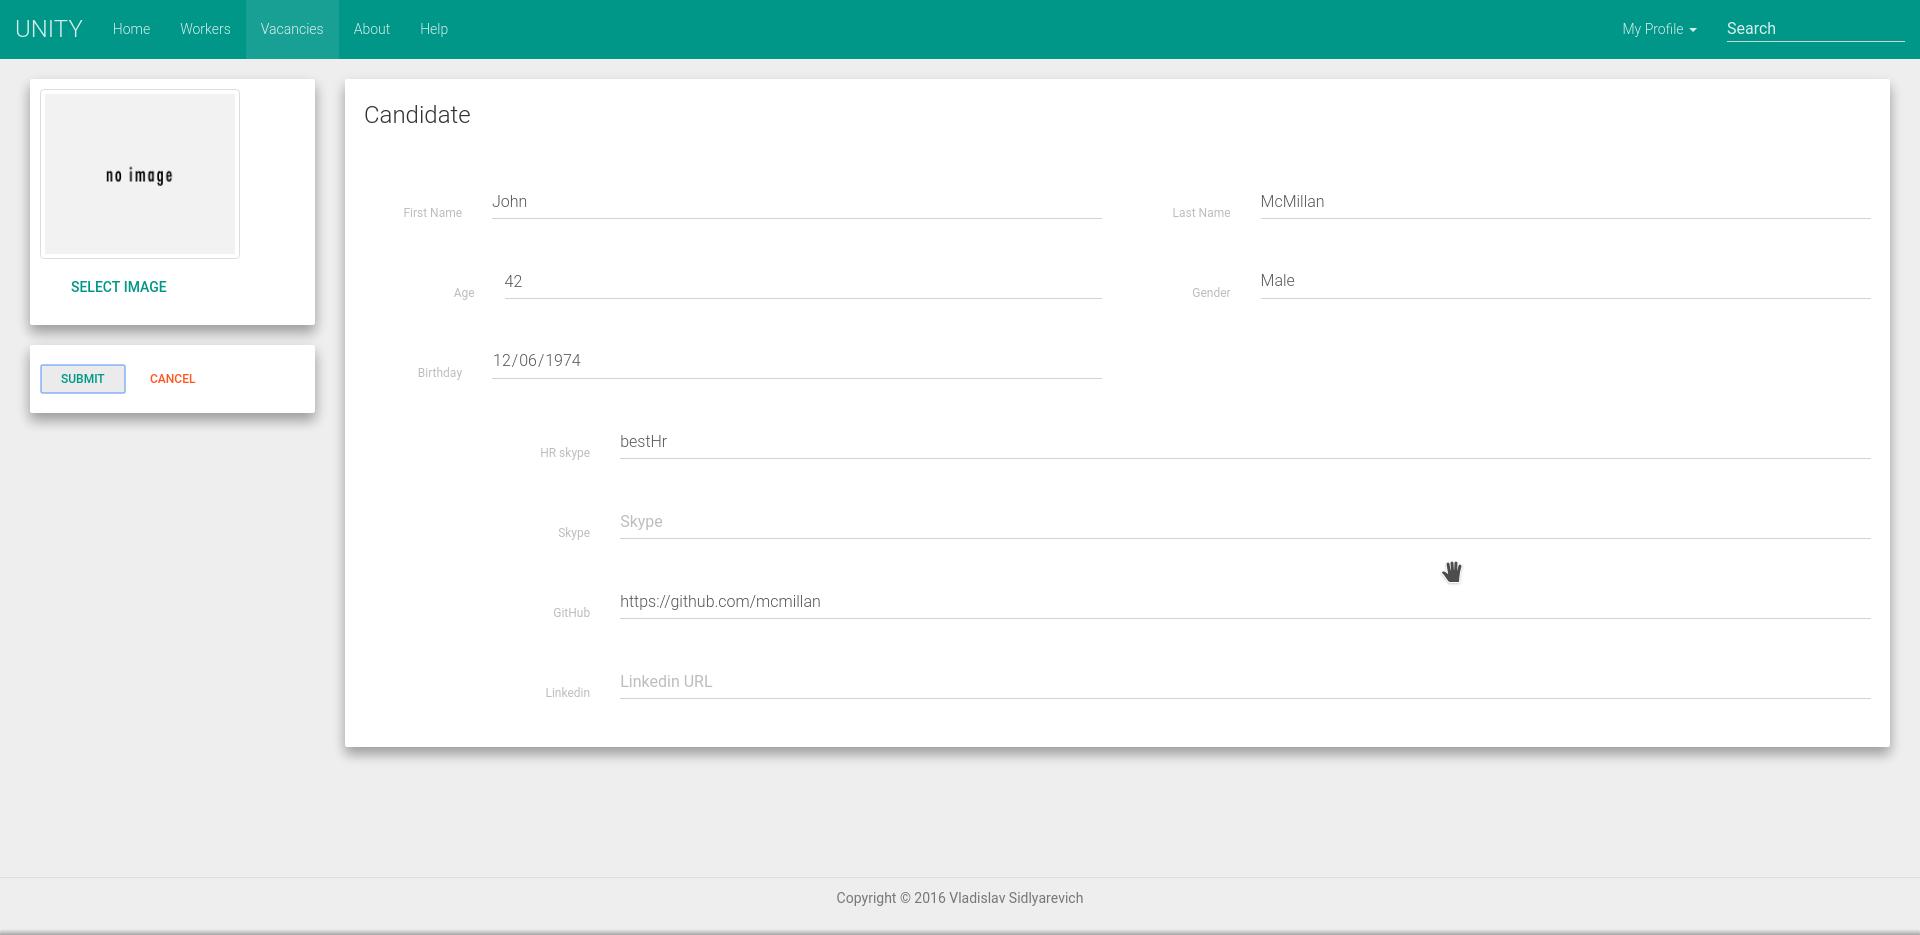 UNITY Home Workers Vacancies About Help My Profile Search
no image
SELECT IMAGE
SUBMIT CANCEL
Candidate
First Name John Last Name McMillan
Age 42 Gender Male
Birthday 12/06/1974
HR skype bestHr
Skype Skype
GitHub https://github.com/mcmillan
Linkedin Linkedin URL
Copyright © 2016 Vladislav Sidlyarevich